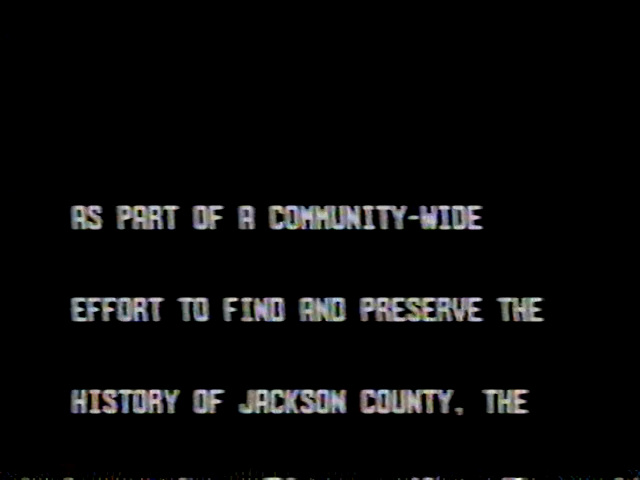 AS PART OF A COMMUNITY-WIDE
EFFORT TO FIND AND PRESERVE THE
HISTORY OF JACKSON COUNTY, THE